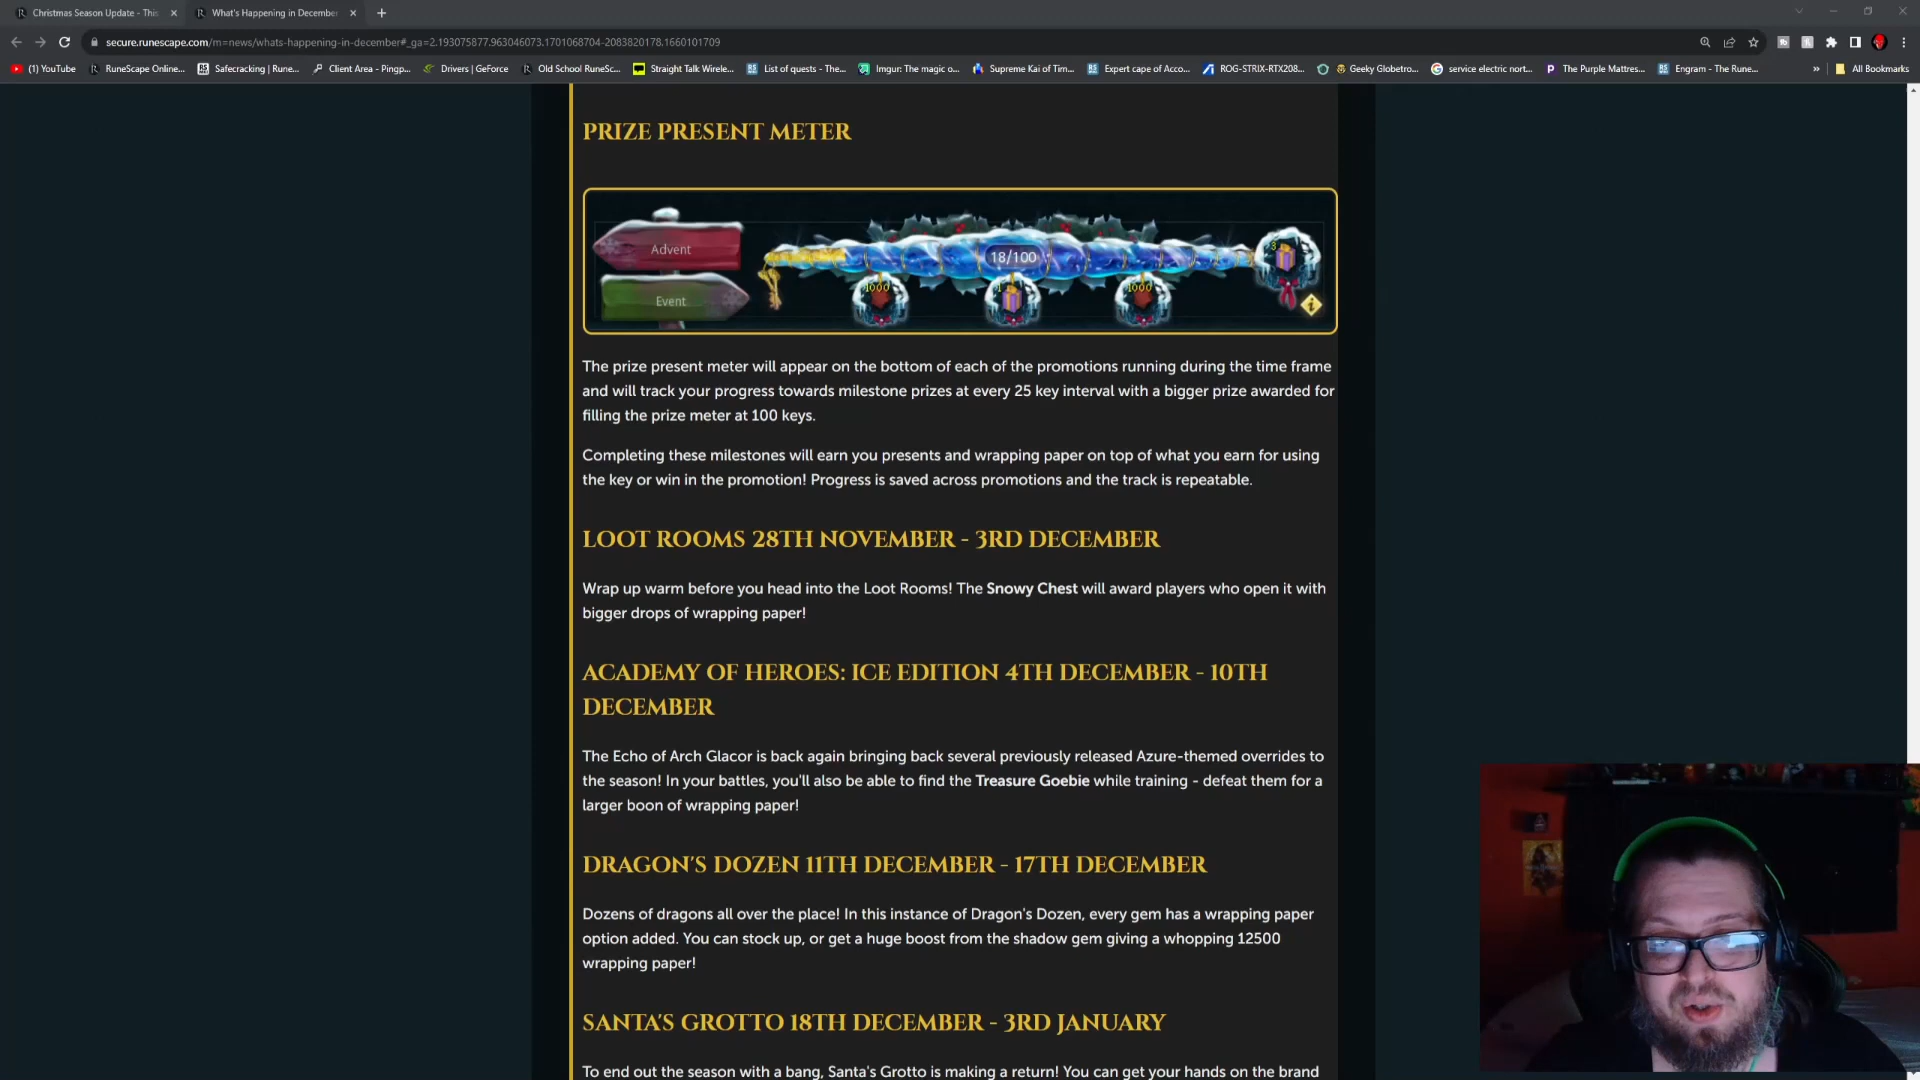 Christmas Season Update - This
What's Happening in December
secure.runescape.com/m=news/whats-happening-in-december#_ga=2.193075877.963046073.1701068704-2083820178.1660101709
(1) YouTube
RuneScape Online...
Safecracking | Rune...
Client Area - Pingp...
Drivers | GeForce
Old School RuneSc...
Straight Talk Wirele...
List of quests - The...
Imgur: The magic o...
Supreme Kai of Tim...
Expert cape of Acco...
ROG-STRIX-RTX208...
Geeky Globetro...
service electric nort...
The Purple Mattres...
Engram - The Rune...
»
All Bookmarks
PRIZE PRESENT METER
Advent
Event
18/100
1000
1
1000
3
The prize present meter will appear on the bottom of each of the promotions running during the time frame
and will track your progress towards milestone prizes at every 25 key interval with a bigger prize awarded for
filling the prize meter at 100 keys.
Completing these milestones will earn you presents and wrapping paper on top of what you earn for using
the key or win in the promotion! Progress is saved across promotions and the track is repeatable.
LOOT ROOMS 28TH NOVEMBER - 3RD DECEMBER
Wrap up warm before you head into the Loot Rooms! The Snowy Chest will award players who open it with
bigger drops of wrapping paper!
ACADEMY OF HEROES: ICE EDITION 4TH DECEMBER - 10TH
DECEMBER
The Echo of Arch Glacor is back again bringing back several previously released Azure-themed overrides to
the season! In your battles, you'll also be able to find the Treasure Goebie while training - defeat them for a
larger boon of wrapping paper!
DRAGON'S DOZEN 11TH DECEMBER - 17TH DECEMBER
Dozens of dragons all over the place! In this instance of Dragon's Dozen, every gem has a wrapping paper
option added. You can stock up, or get a huge boost from the shadow gem giving a whopping 12500
wrapping paper!
SANTA'S GROTTO 18TH DECEMBER - 3RD JANUARY
To end out the season with a bang, Santa's Grotto is making a return! You can get your hands on the brand